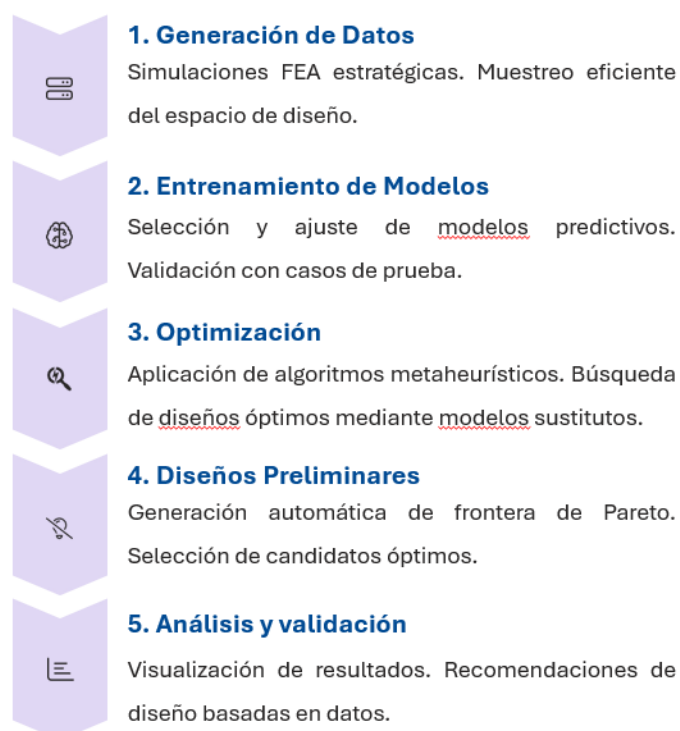 1. Generación de Datos
Simulaciones FEA estratégicas. Muestreo eficiente
del espacio de diseño.
2. Entrenamiento de Modelos
Selección y ajuste de modelos predictivos.
Validación con casos de prueba.
3. Optimización
Aplicación de algoritmos metaheurísticos. Búsqueda
de diseños óptimos mediante modelos sustitutos.
4. Diseños Preliminares
Generación automática de frontera de Pareto.
Selección de candidatos óptimos.
5. Análisis y validación
Visualización de resultados. Recomendaciones de
diseño basadas en datos.